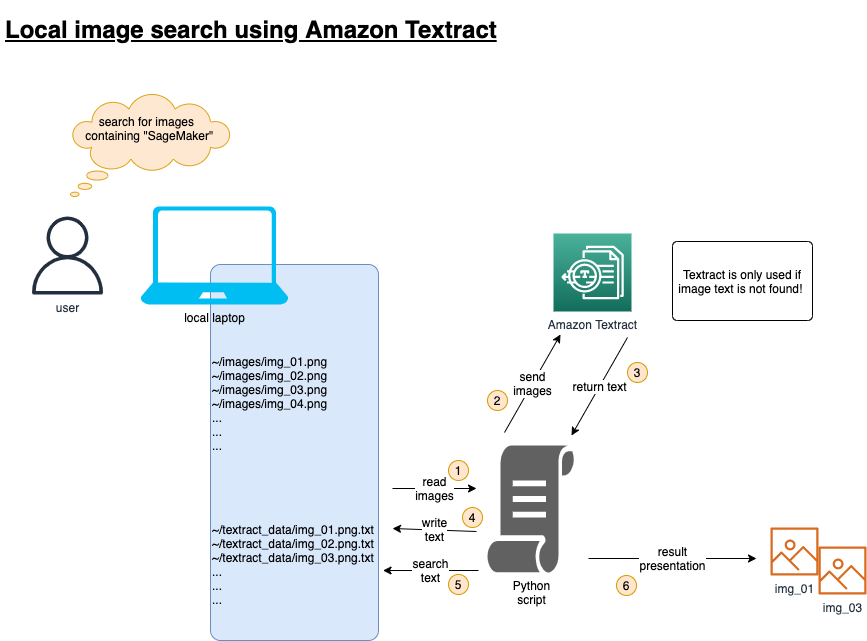 Local image search using Amazon Textract
search for images
containing "SageMaker"
user
local laptop
~/images/img_01.png
~/images/img_02.png
~/images/img_03.png
~/images/img_04.png
...
...
...
~/textract_data/img_01.png.txt
~/textract_data/img_02.png.txt
~/textract_data/img_03.png.txt
...
...
...
1
read
images
4
write
text
search
text
5
2
send
images
Amazon Textract
Textract is only used if
image text is not found!
3
return text
Python
script
result
presentation
6
img_01
img_03